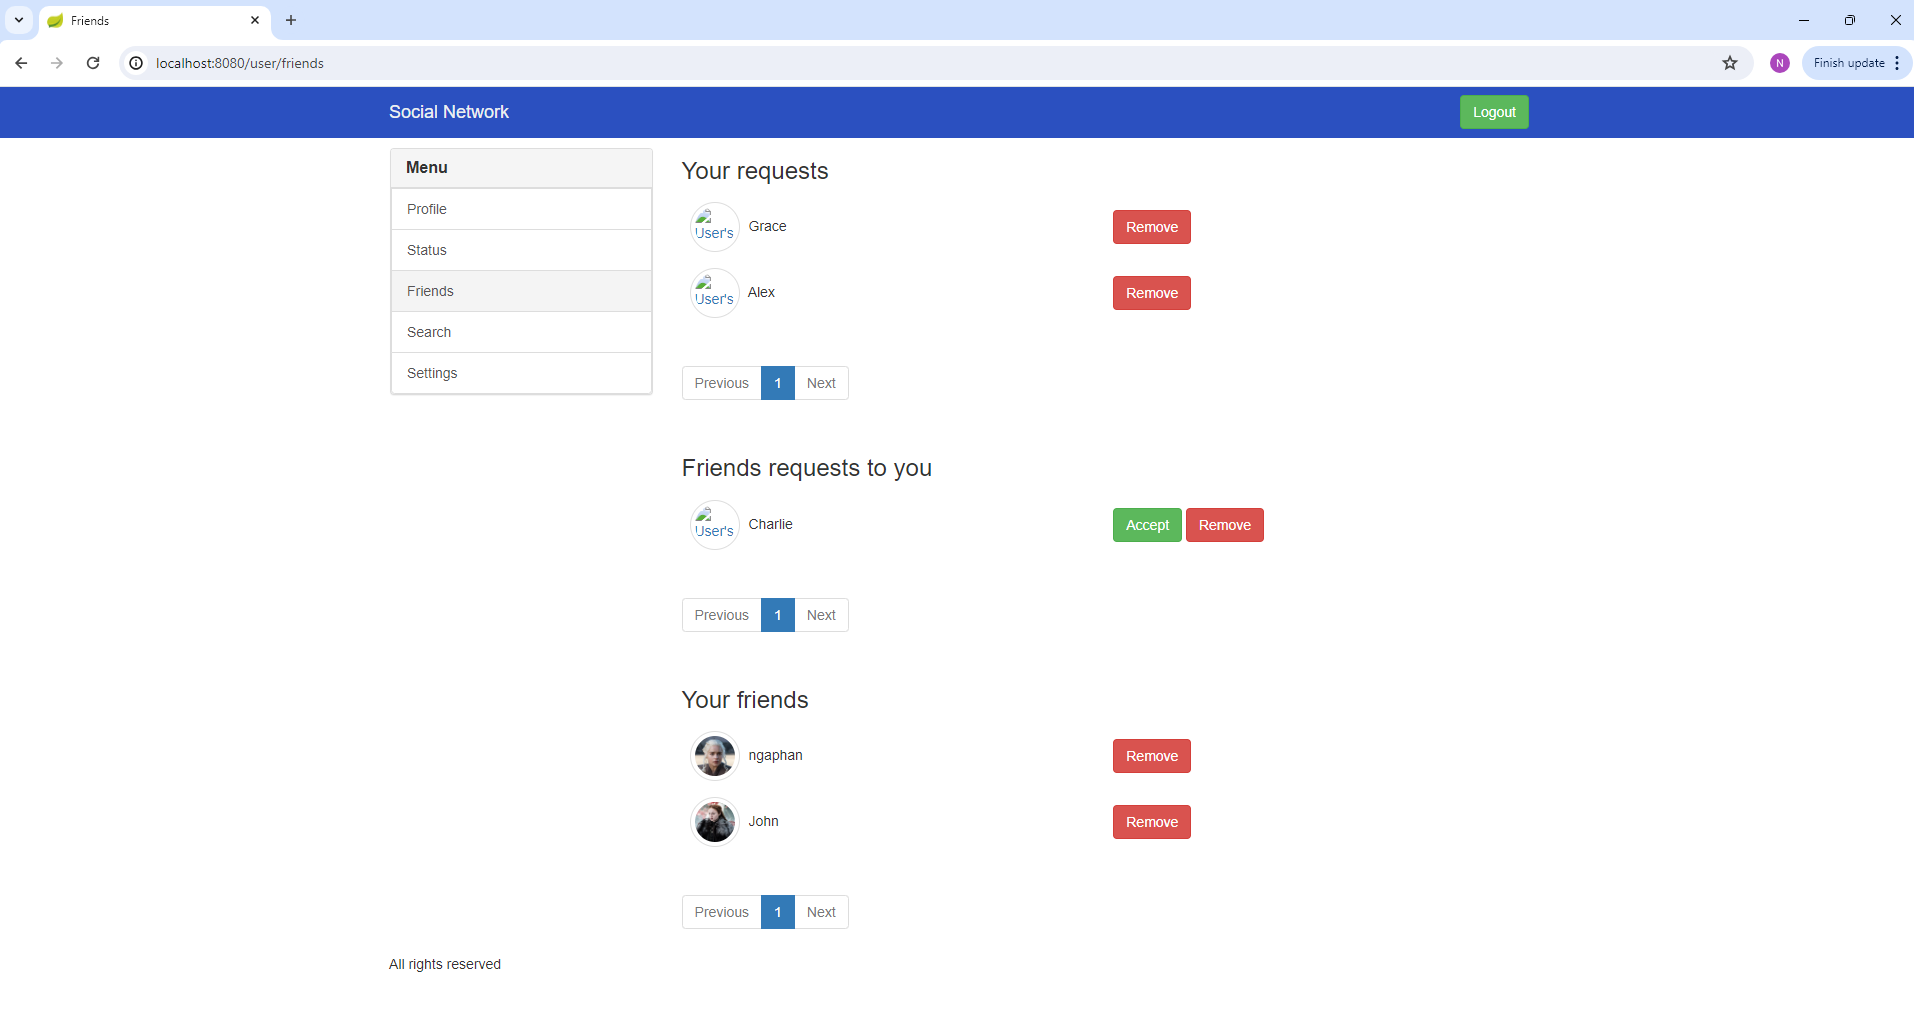 Friends
localhost:8080/user/friends
N
Finish update
Social Network
Logout
Menu
Profile
Status
Friends
Search
Settings
Your requests
User's
Grace
Remove
User's
Alex
Remove
Previous 1 Next
Friends requests to you
User's
Charlie
Accept Remove
Previous 1 Next
Your friends
ngaphan
Remove
John
Remove
Previous 1 Next
All rights reserved